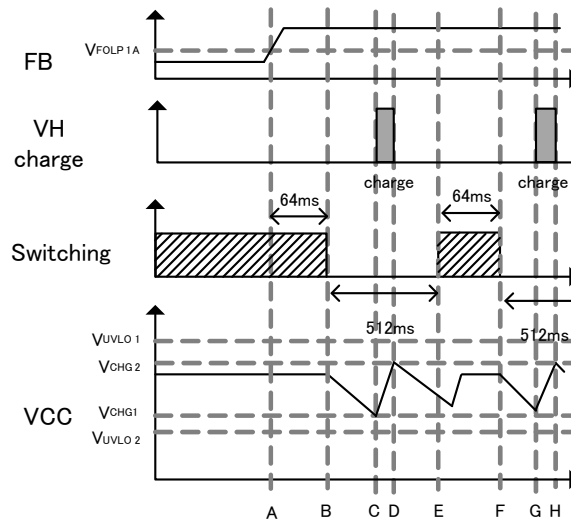 VFOLP1A
FB
VH
charge
charge
charge
64ms
64ms
Switching
512ms
512ms
VUVLO1
VCHG2
VCHG1
VCC
VUVLO2
A B C D E F G H